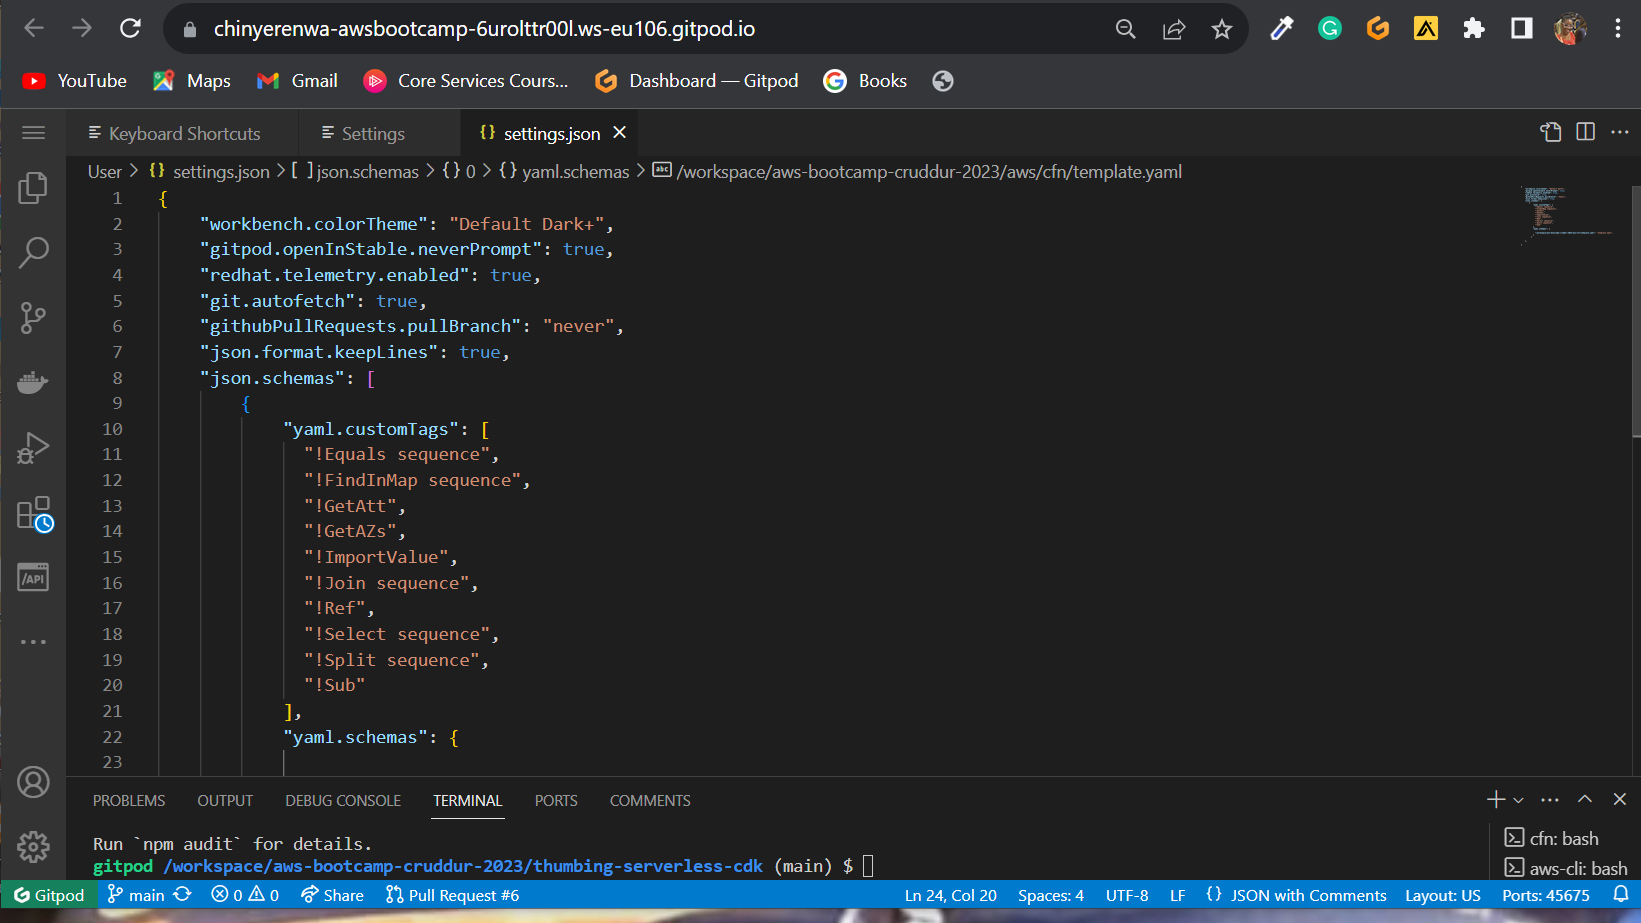 chinyerenwa-awsbootcamp-6urolttr00l.ws-eu106.gitpod.io
YouTube Maps Gmail Core Services Cours... Dashboard — Gitpod Books
Keyboard Shortcuts Settings {} settings.json
User > {} settings.json > [ ] json.schemas > {} 0 > {} yaml.schemas > abc /workspace/aws-bootcamp-cruddur-2023/aws/cfn/template.yaml
1 {
2 "workbench.colorTheme": "Default Dark+",
3 "gitpod.openInStable.neverPrompt": true,
4 "redhat.telemetry.enabled": true,
5 "git.autofetch": true,
6 "githubPullRequests.pullBranch": "never",
7 "json.format.keepLines": true,
8 "json.schemas": [
9 {
10 "yaml.customTags": [
11 "!Equals sequence",
12 "!FindInMap sequence",
13 "!GetAtt",
14 "!GetAZs",
15 "!ImportValue",
16 "!Join sequence",
17 "!Ref",
18 "!Select sequence",
19 "!Split sequence",
20 "!Sub"
21 ],
22 "yaml.schemas": {
23
/API
PROBLEMS OUTPUT DEBUG CONSOLE TERMINAL PORTS COMMENTS
Run `npm audit` for details.
gitpod /workspace/aws-bootcamp-cruddur-2023/thumbing-serverless-cdk (main) $
cfn: bash
aws-cli: bash
Gitpod main 0 0 Share Pull Request #6 Ln 24, Col 20 Spaces: 4 UTF-8 LF {} JSON with Comments Layout: US Ports: 45675